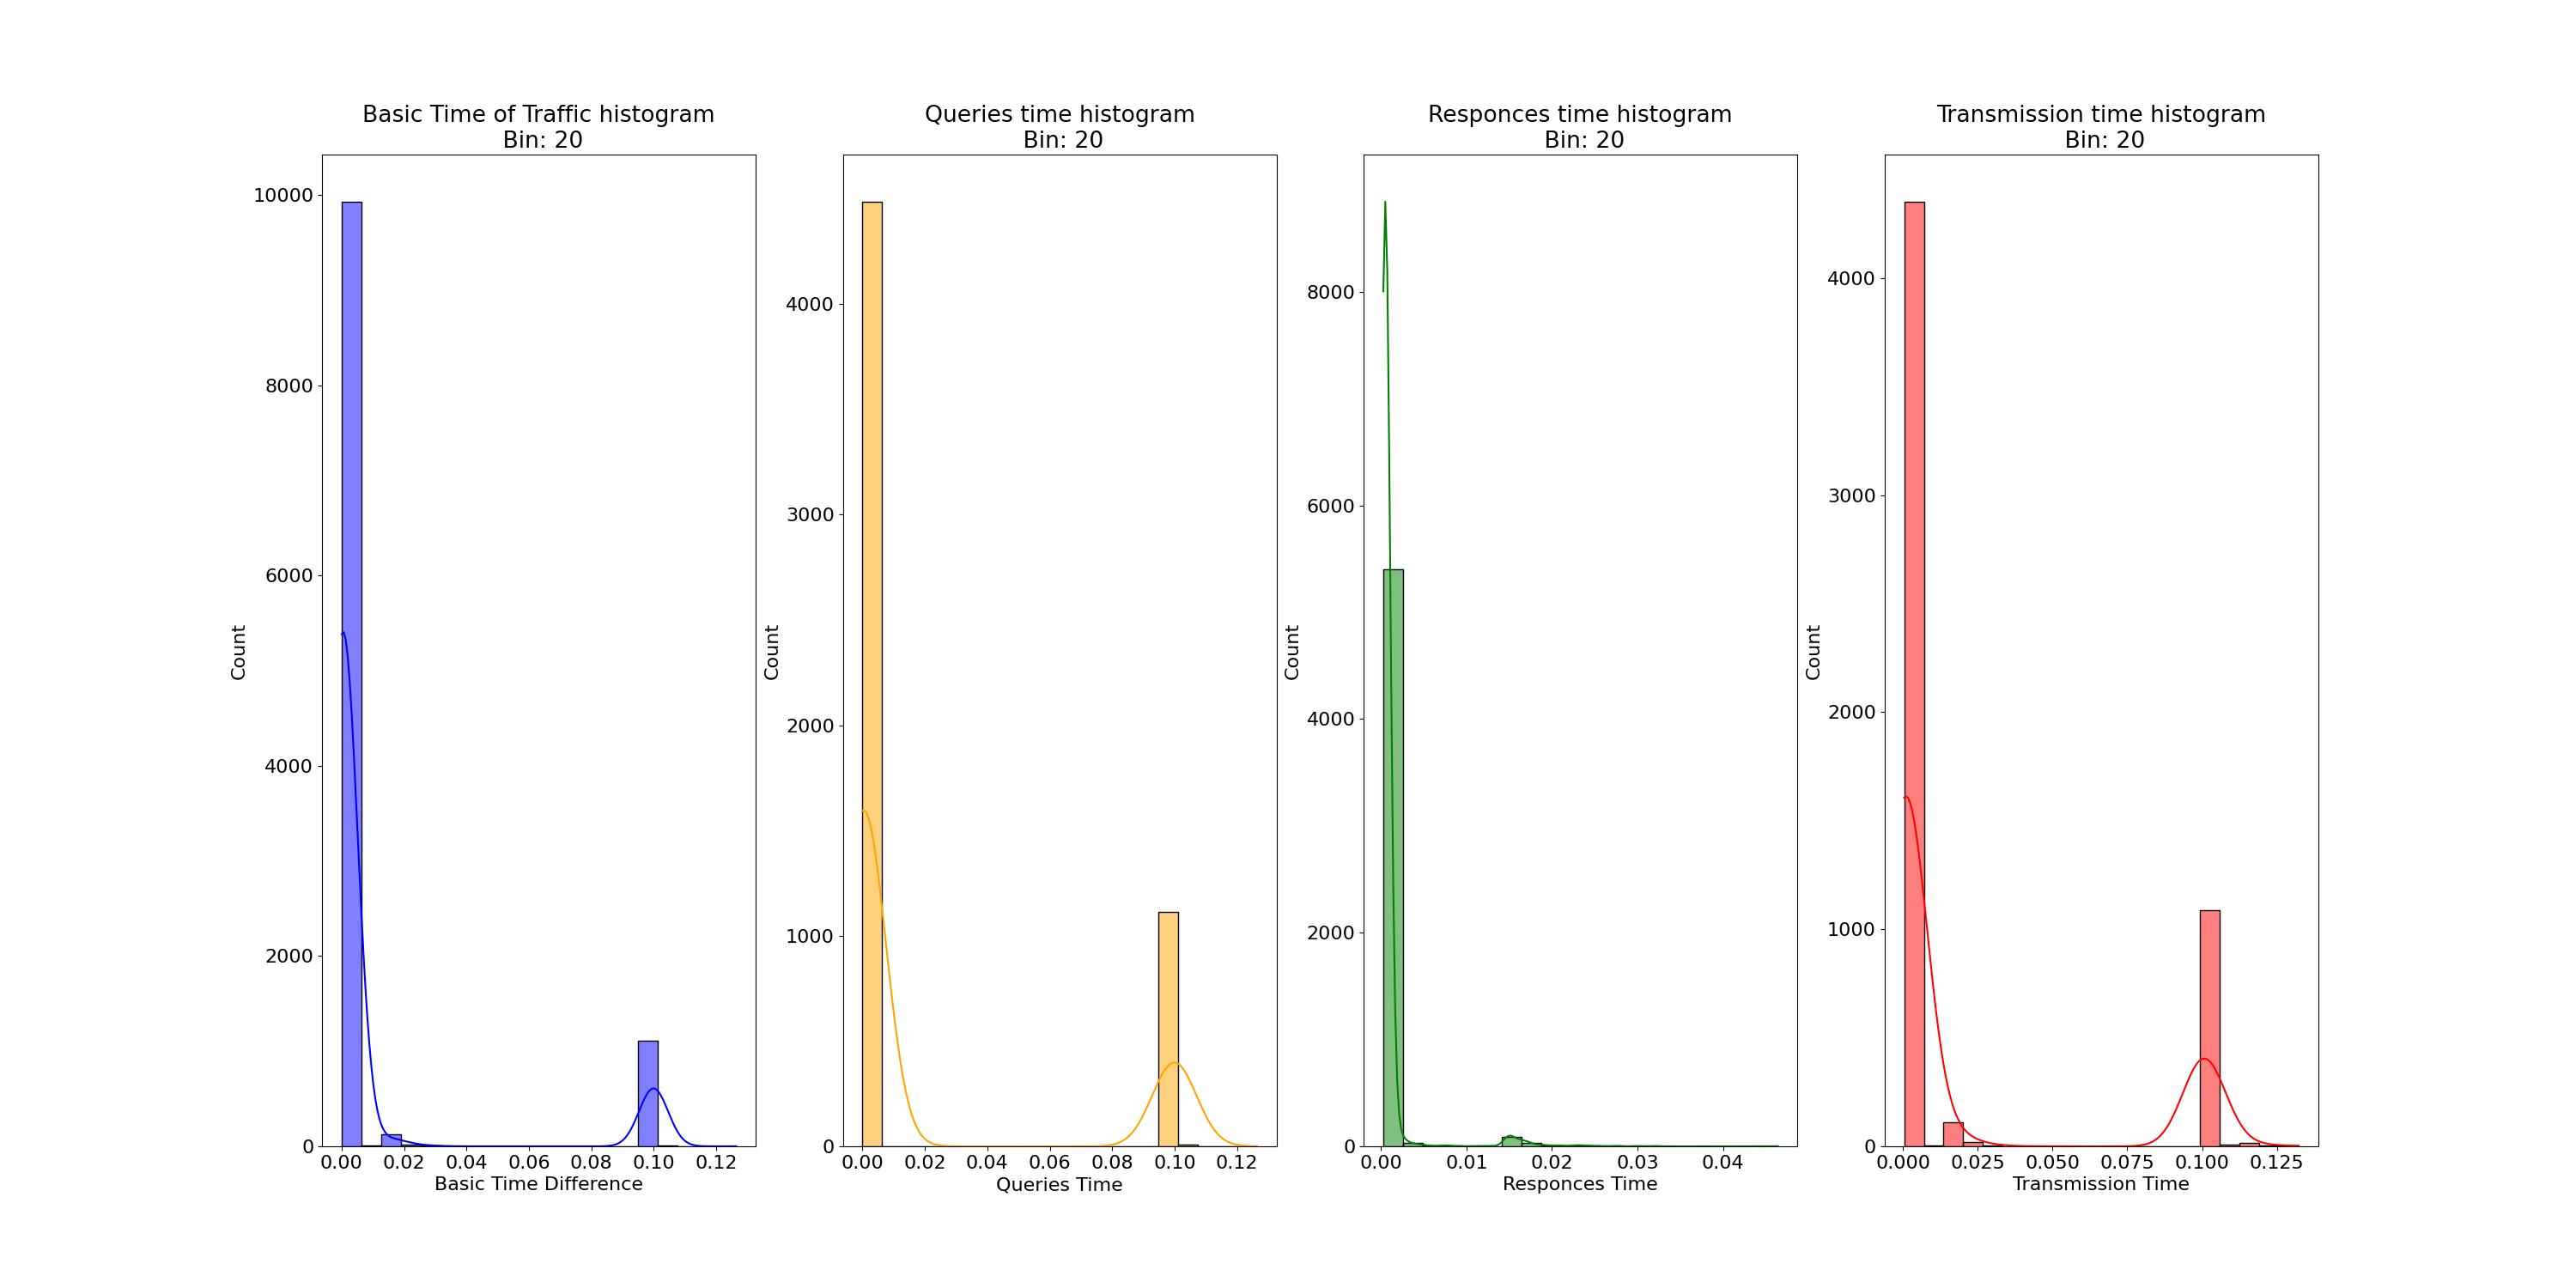 Basic Time of Traffic histogram
Bin: 20
Count
10000
8000
6000
4000
2000
0
0.00 0.02 0.04 0.06 0.08 0.10 0.12
Basic Time Difference
Queries time histogram
Bin: 20
Count
4000
3000
2000
1000
0
0.00 0.02 0.04 0.06 0.08 0.10 0.12
Queries Time
Responces time histogram
Bin: 20
Count
8000
6000
4000
2000
0
0.00 0.01 0.02 0.03 0.04
Responces Time
Transmission time histogram
Bin: 20
Count
4000
3000
2000
1000
0
0.000 0.025 0.050 0.075 0.100 0.125
Transmission Time